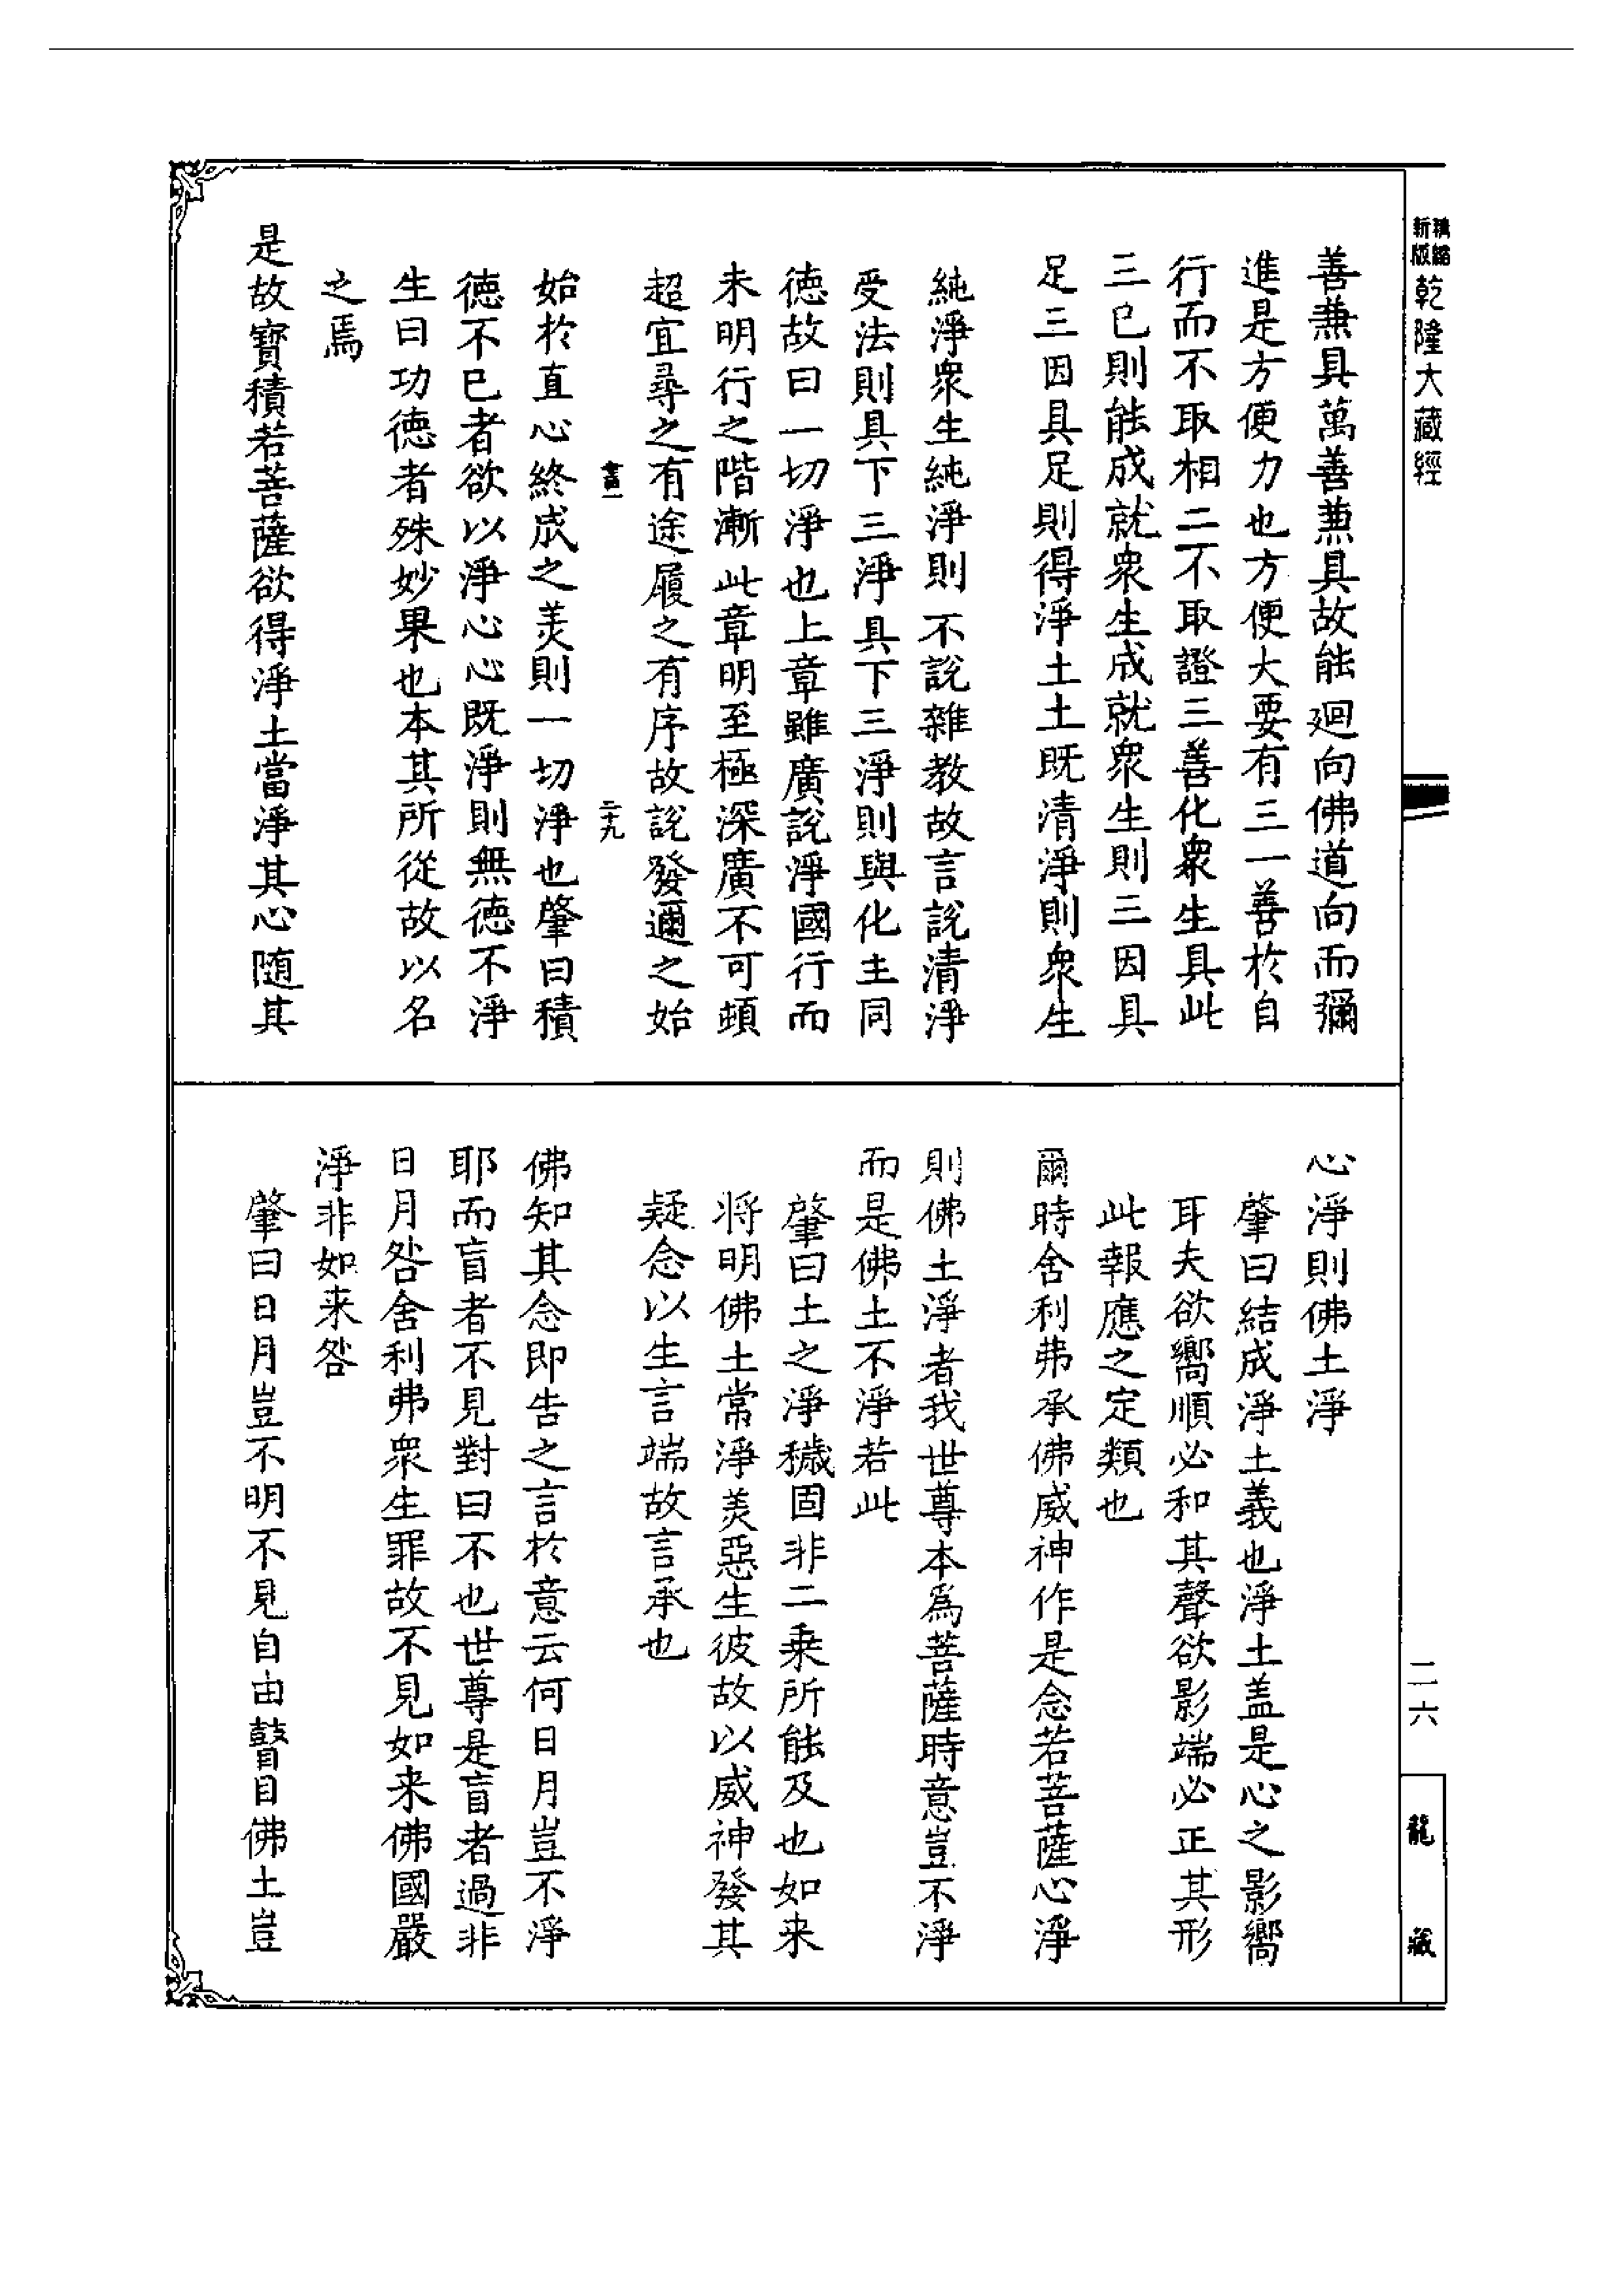 精縮
新版
乾隆大藏經
善兼具萬善兼具故能廻向佛道向而彌
進是方便力也方便大要有三一善於自
行而不取相二不取證三善化衆生具此
三已則能成就衆生成就衆生則三因具
足三因具足則得淨土土既清淨則衆生
純淨衆生純淨則不説雜教故言説清淨
受法則具下三淨具下三淨則與化主同
德故曰一切淨也上章雖廣説淨國行而
未明行之階漸此章明至極深廣不可頓
超宜尋之有途履之有序故説發邇之始
畫一
二十九
始於直心終成之美則一切淨也肇曰積
德不已者欲以淨心心既淨則無德不淨
生曰功德者殊妙果也本其所從故以名
之焉
是故寶積若菩薩欲得淨土當淨其心随其
心淨則佛土淨
肇曰結成淨土義也淨土盖是心之影嚮
耳夫欲嚮順必和其聲欲影端必正其形
此報應之定類也
爾時舍利弗承佛威神作是念若菩薩心淨
則佛土淨者我世尊本爲菩薩時意豈不淨
而是佛土不淨若此
肇曰土之淨穢固非二乗所能及也如来
将明佛土常淨美惡生彼故以威神發其
疑念以生言端故言承也
佛知其念即告之言於意云何日月豈不淨
耶而盲者不見對曰不也世尊是盲者過非
日月咎舍利弗衆生罪故不見如来佛國嚴
淨非如来咎
肇曰日月豈不明不見自由瞽目佛土豈
二六
龍
藏